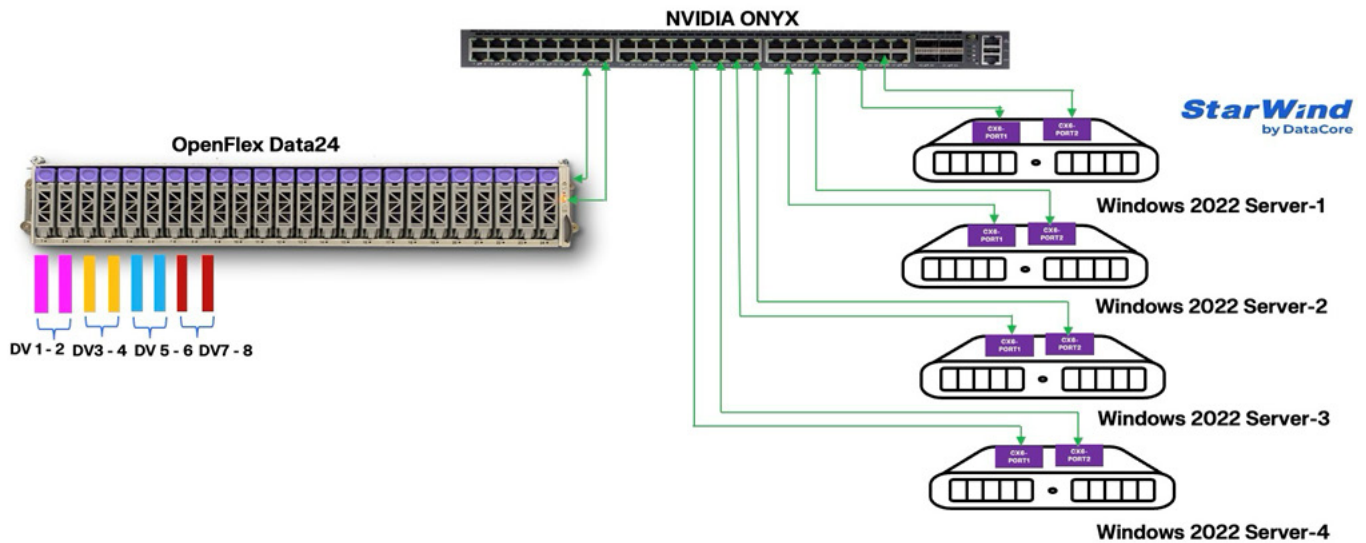 NVIDIA ONYX
StarWind
by DataCore
OpenFlex Data24
CX6-
PORT1
CX6-
PORT2
Windows 2022 Server-1
CX6-
PORT1
CX6-
PORT2
Windows 2022 Server-2
CX6-
PORT1
CX6-
PORT2
Windows 2022 Server-3
CX6-
PORT1
CX6-
PORT2
Windows 2022 Server-4
DV 1 - 2 DV3 - 4 DV 5 - 6 DV7 - 8